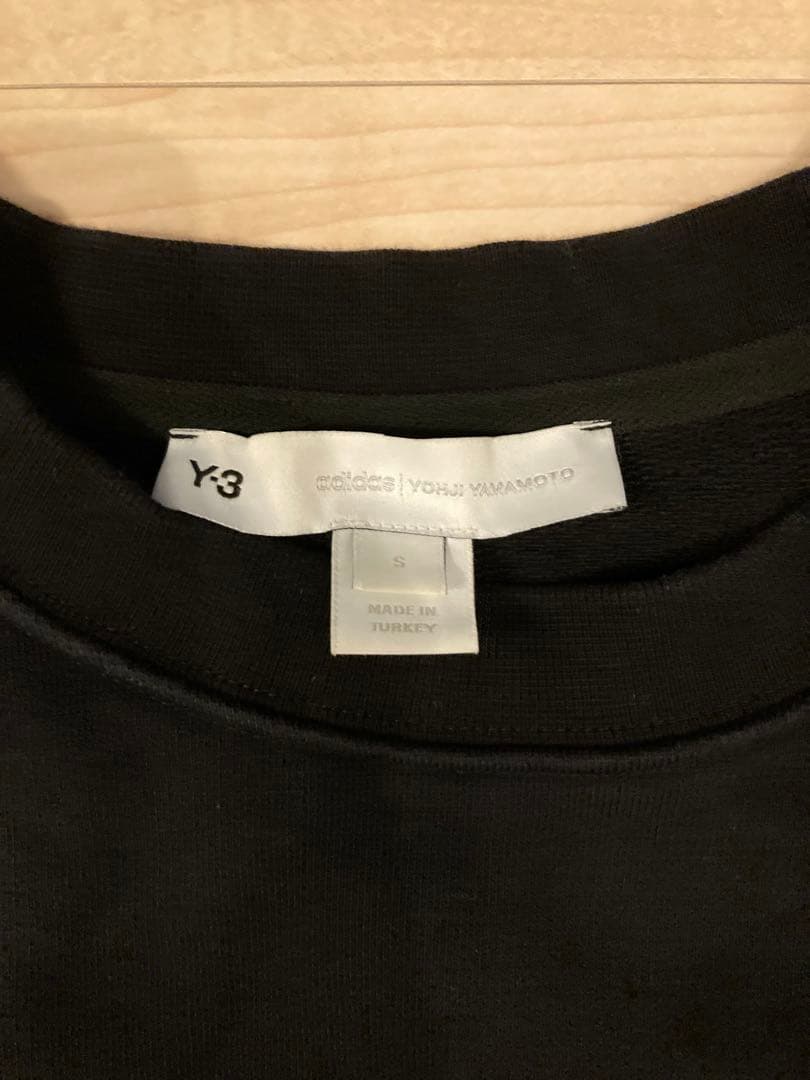 Y-3 adidas | YOHJI YAMAMOTO
S
MADE IN
TURKEY